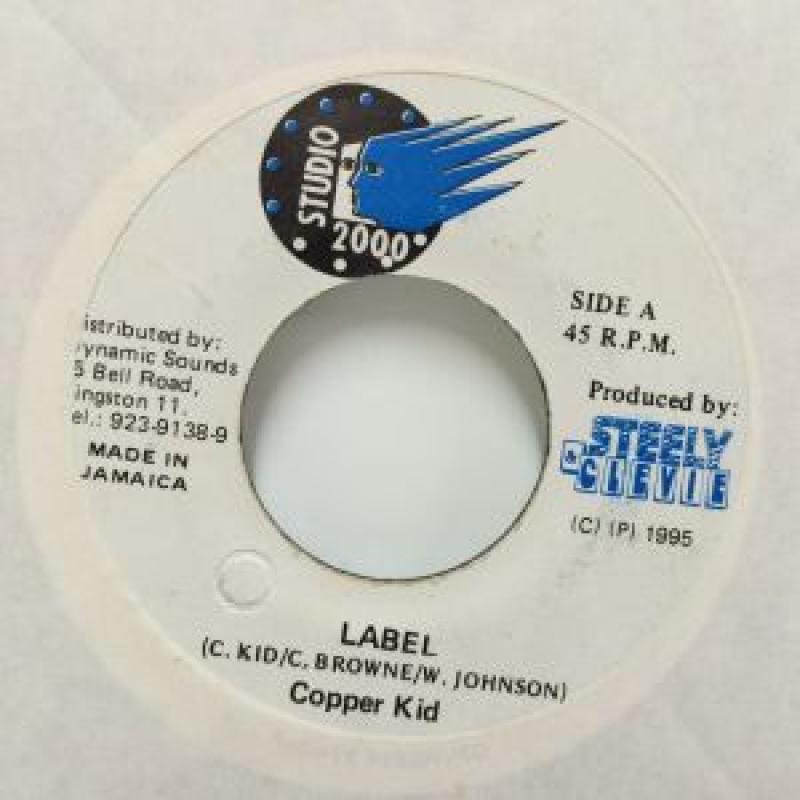 STUDIO
2000
SIDE A
45 R.P.M.
istributed by:
ynamic Sounds
5 Bell Road,
ingston 11.
el.: 923-9138-9
MADE IN
JAMAICA
Produced by:
STEELY
& CLEVIE
(C) (P) 1995
LABEL
(C. KID/C. BROWNE/W. JOHNSON)
Copper Kid